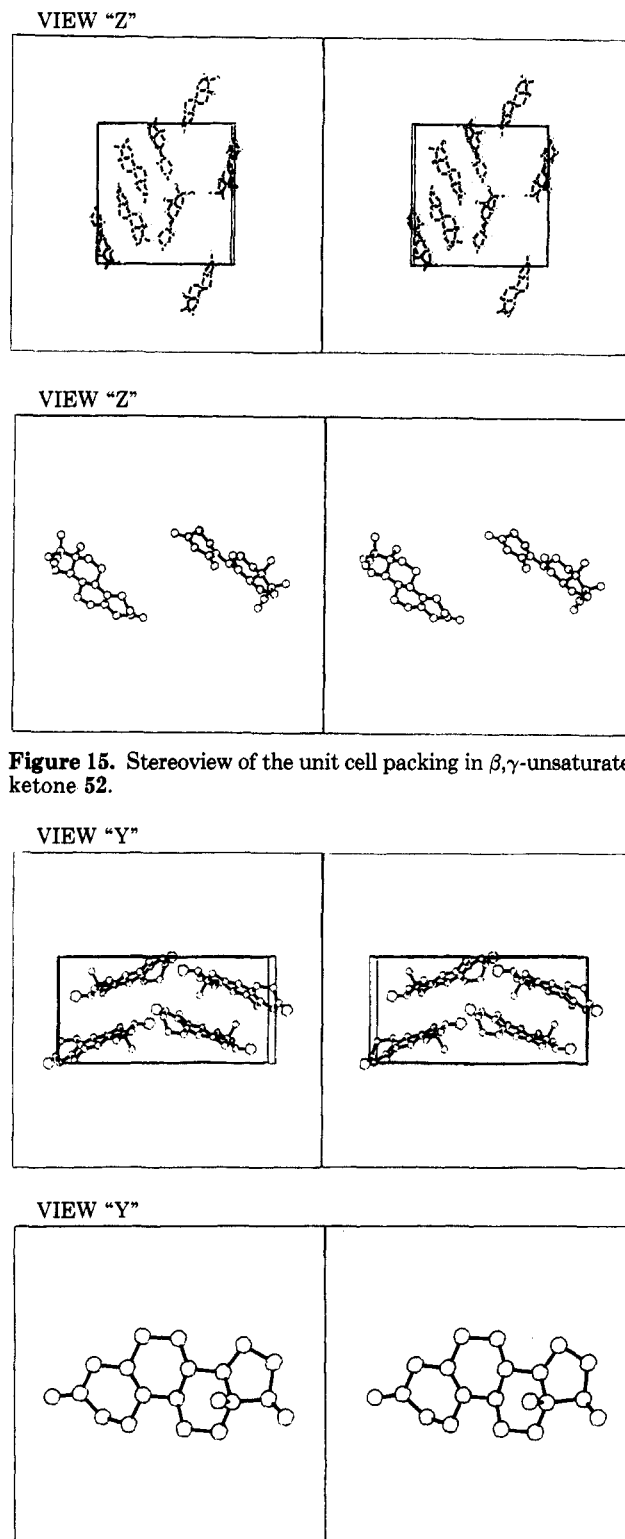 VIEW “Z”
VIEW “Z”
Figure 15. Stereoview of the unit cell packing in β,γ-unsaturate
ketone 52.
VIEW “Y”
VIEW “Y”